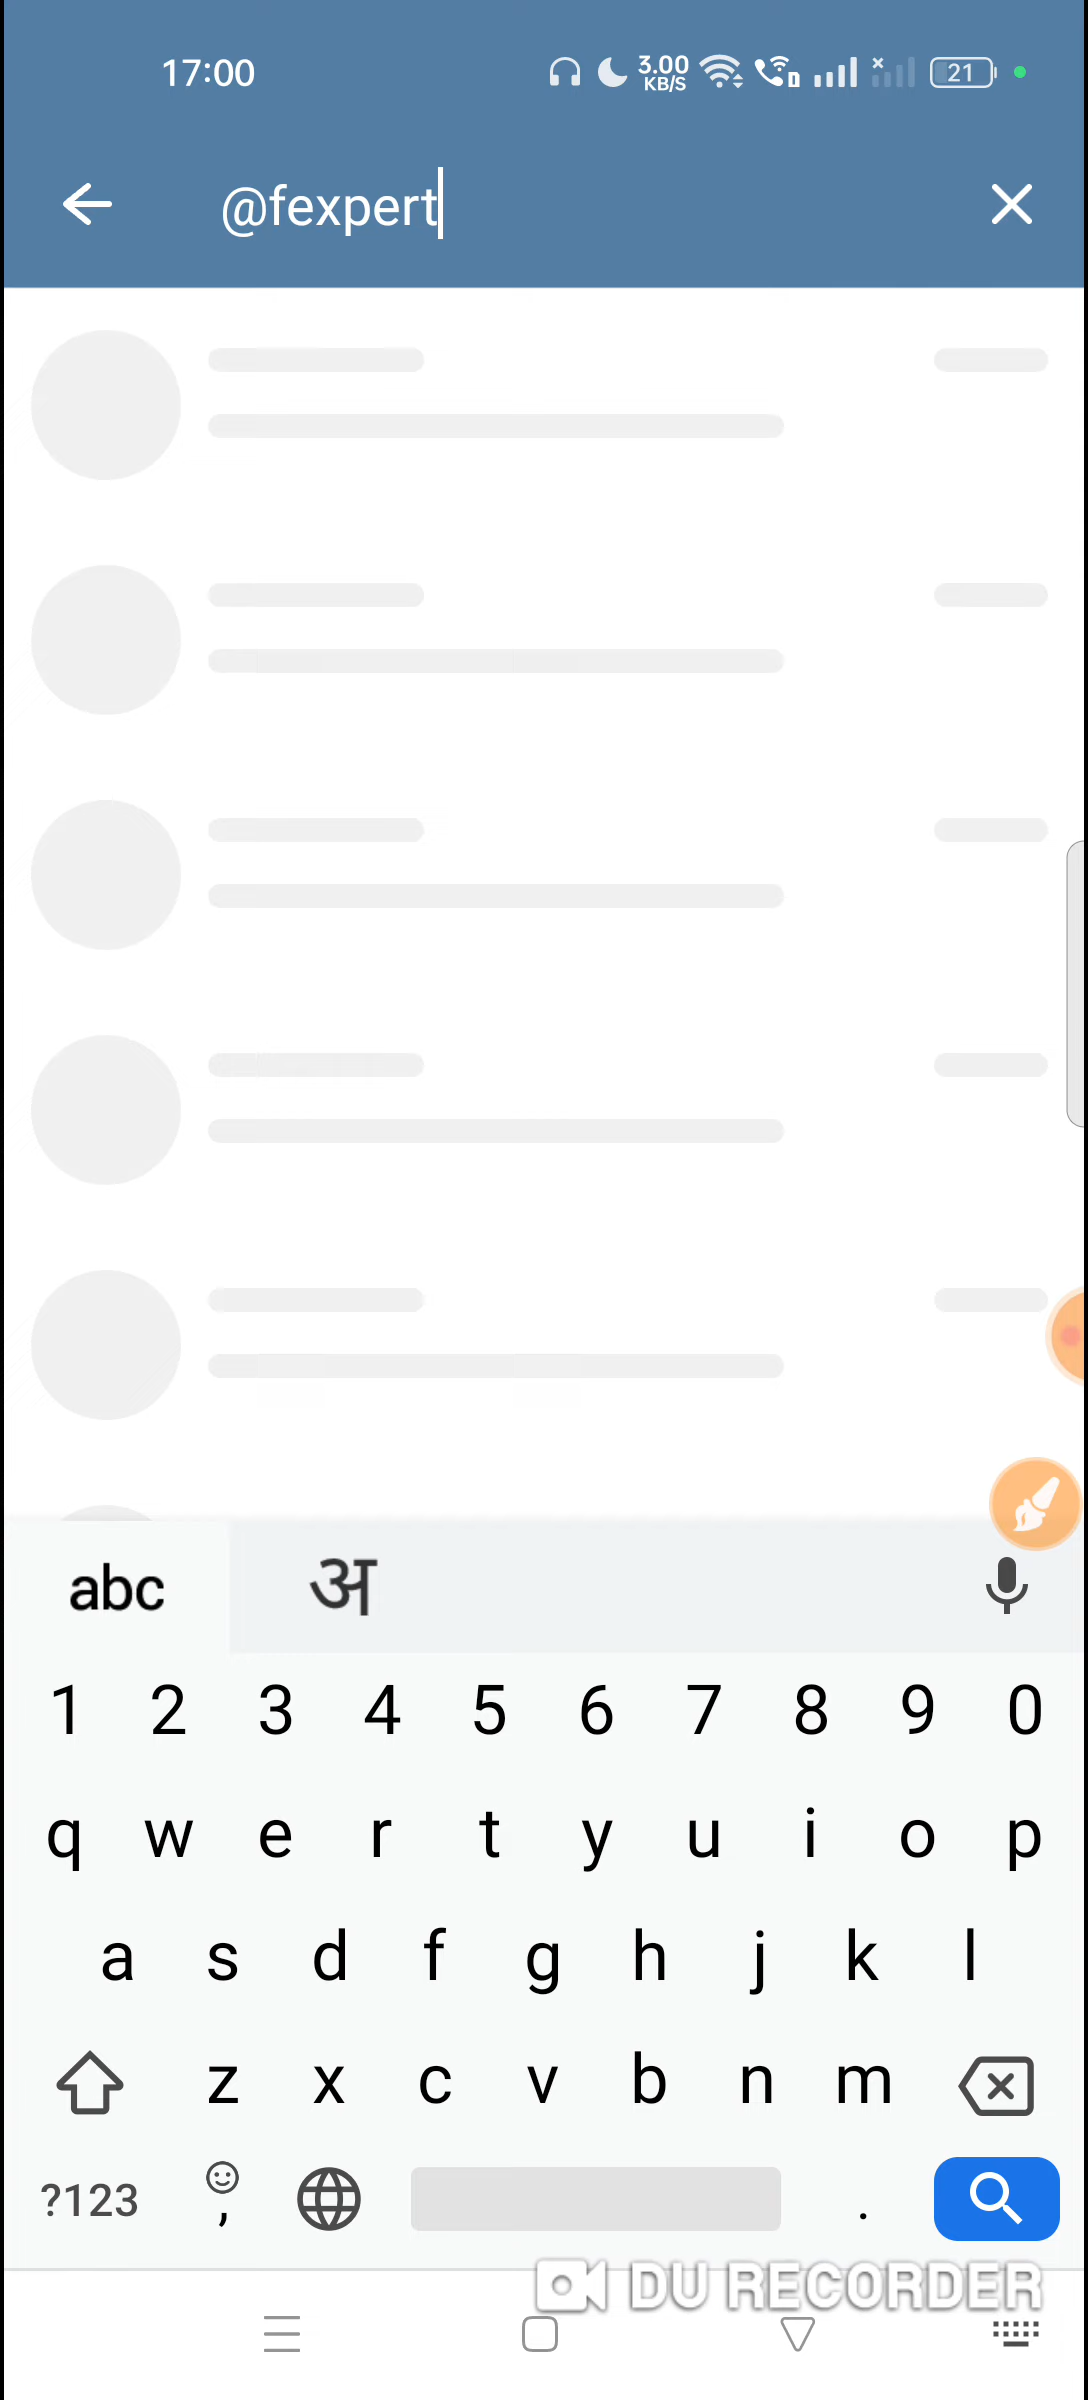 17:00 3.00 KB/S 21
@fexpert
abc अ
1 2 3 4 5 6 7 8 9 0
q w e r t y u i o p
a s d f g h j k l
z x c v b n m
?123 , .
DU RECORDER